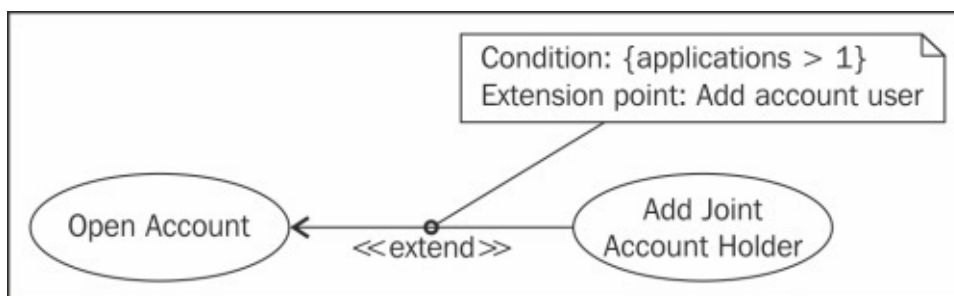 Condition: {applications > 1}
Extension point: Add account user
Open Account
<<extend>>
Add Joint
Account Holder